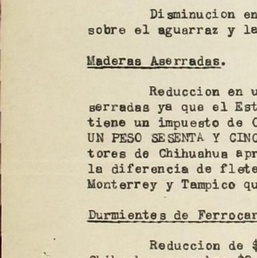 Disminucion en
sobre el aguarraz y la
Maderas Aserradas.
Reduccion en u
serradas ya que el Est
tiene un impuesto de C
UN PESO SESENTA Y CINC
tores de Chihuahua apr
la diferencia de flete
Monterrey y Tampico qu
Durmientes de Ferrocar
Reduccion de $